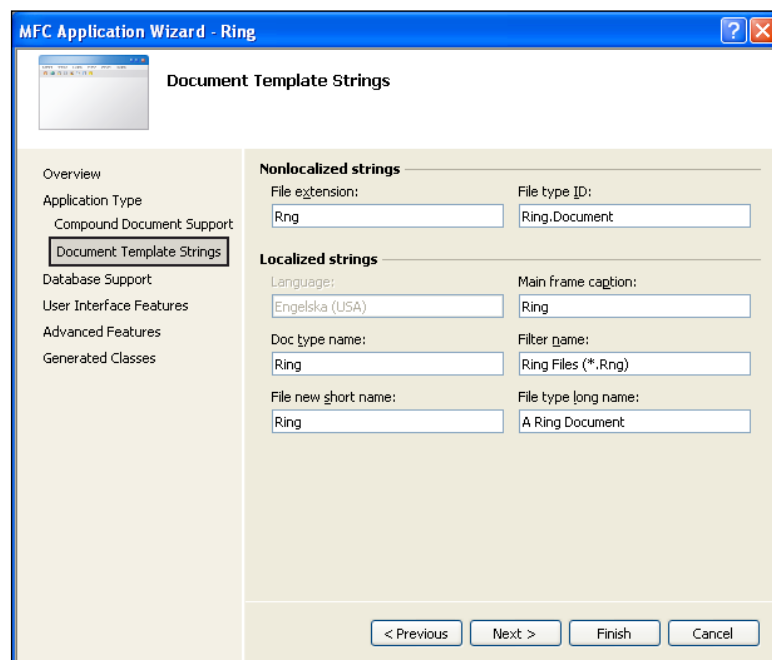 MFC Application Wizard - Ring
Document Template Strings
Overview
Application Type
Compound Document Support
Document Template Strings
Database Support
User Interface Features
Advanced Features
Generated Classes
Nonlocalized strings
File extension:
File type ID:
Rng
Ring.Document
Localized strings
Language:
Main frame caption:
Engelska (USA)
Ring
Doc type name:
Filter name:
Ring
Ring Files (*.Rng)
File new short name:
File type long name:
Ring
A Ring Document
< Previous
Next >
Finish
Cancel